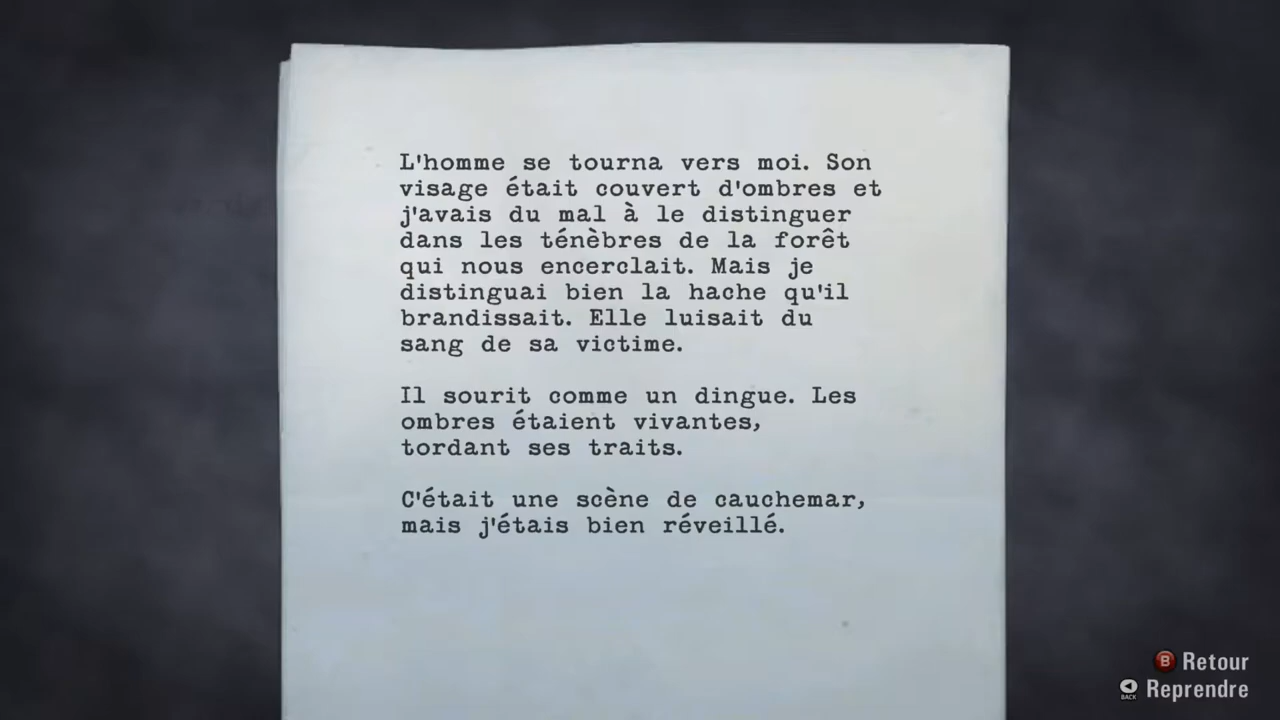 L'homme se tourna vers moi. Son
visage était couvert d'ombres et
j'avais du mal à le distinguer
dans les ténèbres de la forêt
qui nous encerclait. Mais je
distinguai bien la hache qu'il
brandissait. Elle luisait du
sang de sa victime.
Il sourit comme un dingue. Les
ombres étaient vivantes,
tordant ses traits.
C'était une scène de cauchemar,
mais j'étais bien réveillé.
B Retour
BACK Reprendre